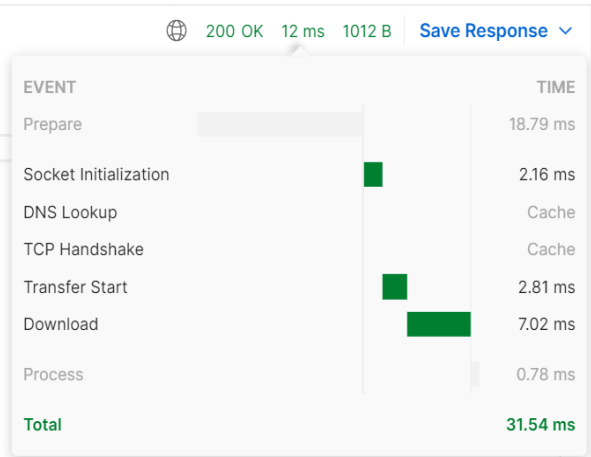 200 OK 12 ms 1012 B Save Response
EVENT TIME
Prepare 18.79 ms
Socket Initialization 2.16 ms
DNS Lookup Cache
TCP Handshake Cache
Transfer Start 2.81 ms
Download 7.02 ms
Process 0.78 ms
Total 31.54 ms